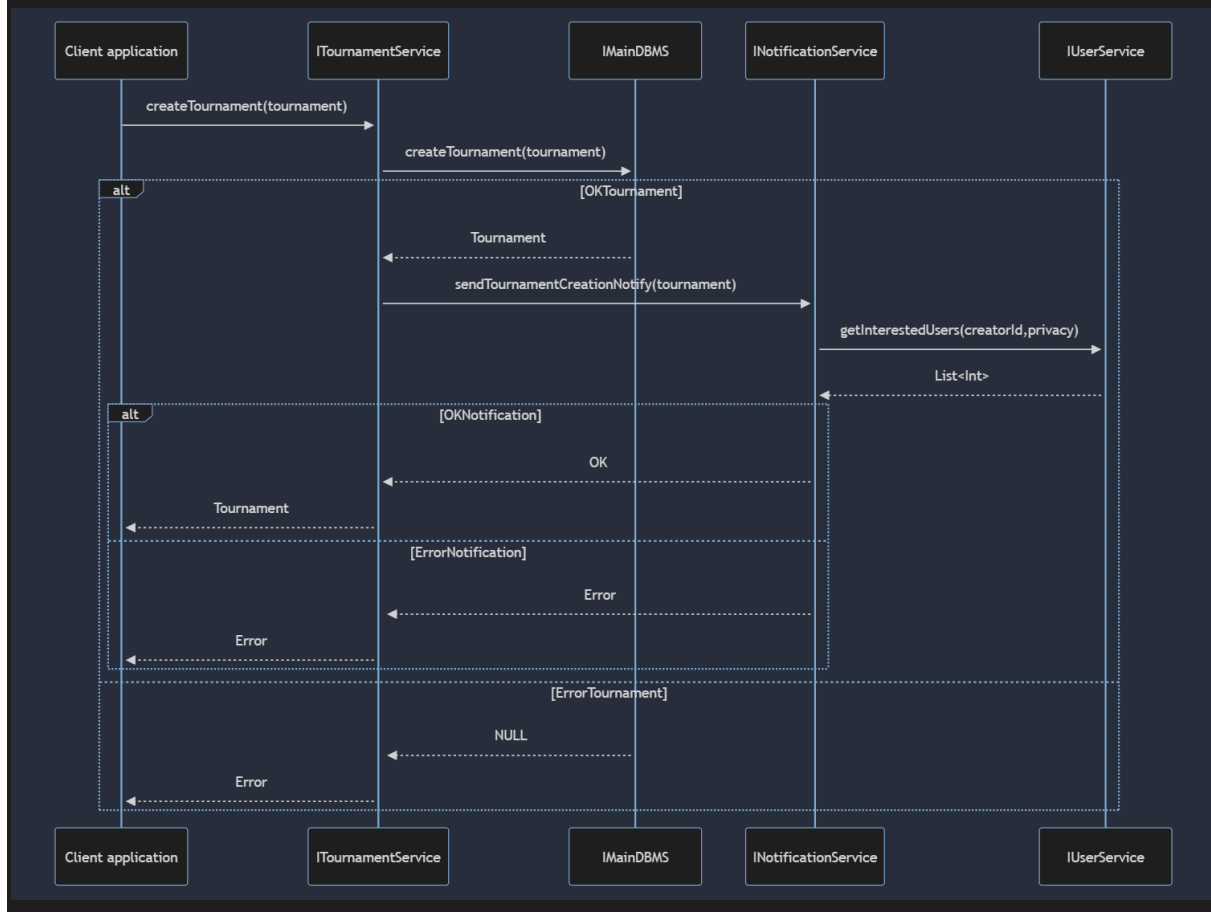 Client application
ITournamentService
IMainDBMS
INotificationService
IUserService
createTournament(tournament)
createTournament(tournament)
alt
[OKTournament]
Tournament
sendTournamentCreationNotify(tournament)
getInterestedUsers(creatorId,privacy)
List<Int>
alt
[OKNotification]
OK
Tournament
[ErrorNotification]
Error
Error
[ErrorTournament]
NULL
Error
Client application
ITournamentService
IMainDBMS
INotificationService
IUserService